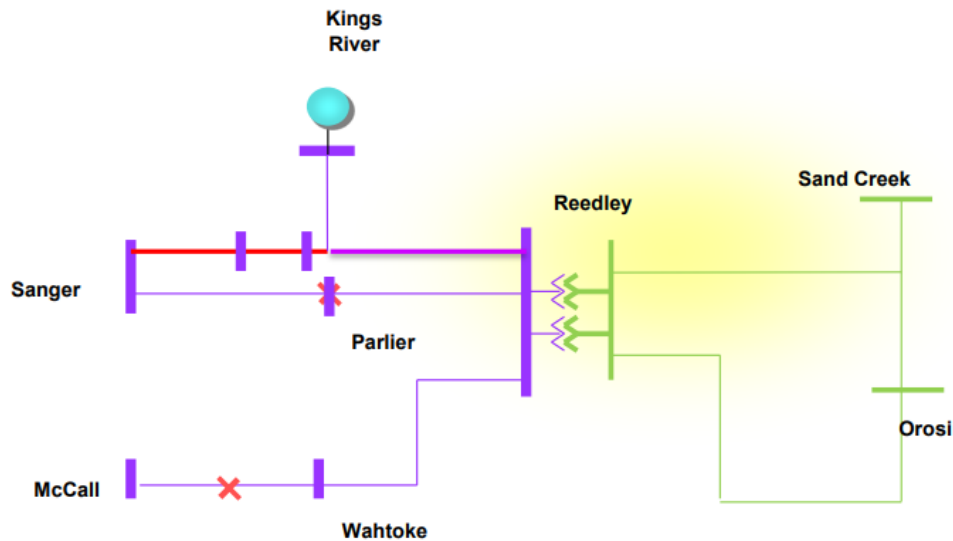 Kings
River
Sand Creek
Reedley
Sanger
Parlier
Orosi
McCall
Wahtoke